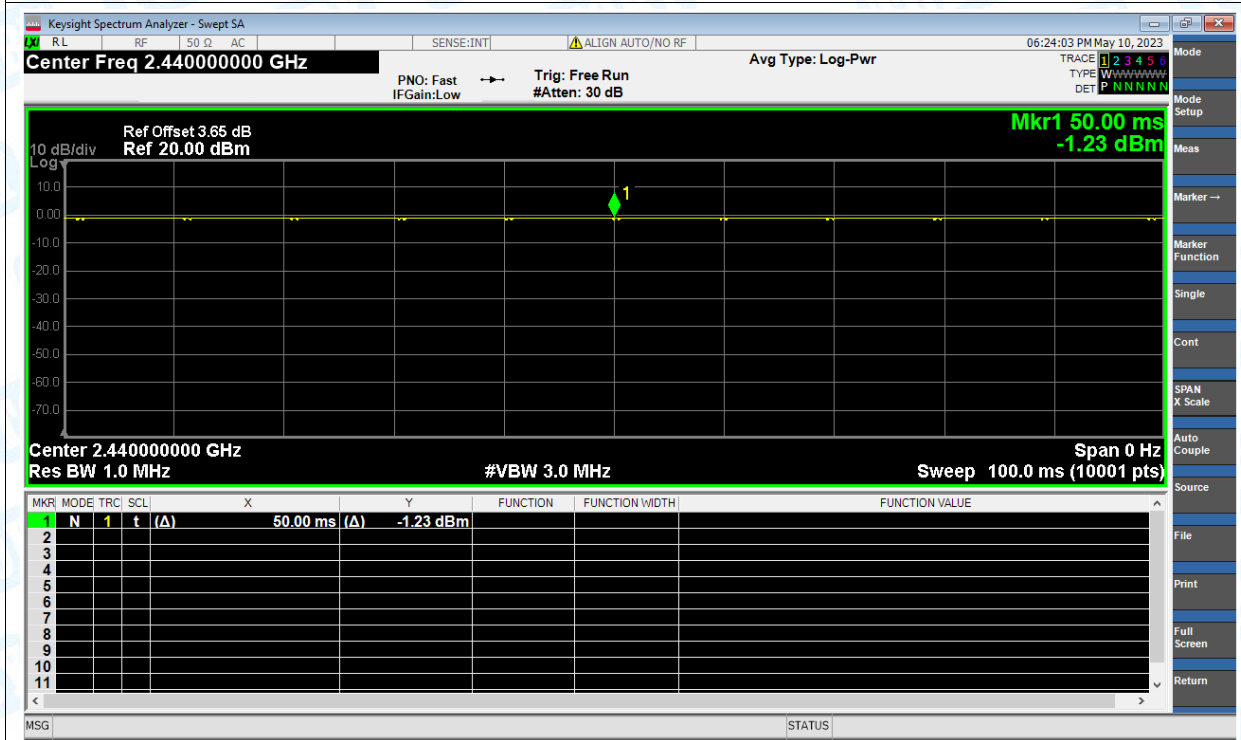 Keysight Spectrum Analyzer - Swept SA
LXI RL RF 50 Ω AC SENSE:INT ALIGN AUTO/NO RF 06:24:03 PM May 10, 2023
Center Freq 2.440000000 GHz
PNO: Fast
IFGain:Low
Trig: Free Run
#Atten: 30 dB
Avg Type: Log-Pwr
TRACE 1 2 3 4 5 6
TYPE WWWWWW
DET P N N N N N
Ref Offset 3.65 dB
10 dB/div Ref 20.00 dBm
Log
Mkr1 50.00 ms
-1.23 dBm
10.0
0.00
-10.0
-20.0
-30.0
-40.0
-50.0
-60.0
-70.0
1
Center 2.440000000 GHz Span 0 Hz
Res BW 1.0 MHz #VBW 3.0 MHz Sweep 100.0 ms (10001 pts)
MKR MODE TRC SCL X Y FUNCTION FUNCTION WIDTH FUNCTION VALUE
1 N 1 t (Δ) 50.00 ms (Δ) -1.23 dBm
2
3
4
5
6
7
8
9
10
11
MSG STATUS
Mode
Mode
Setup
Meas
Marker →
Marker
Function
Single
Cont
SPAN
X Scale
Auto
Couple
Source
File
Print
Full
Screen
Return